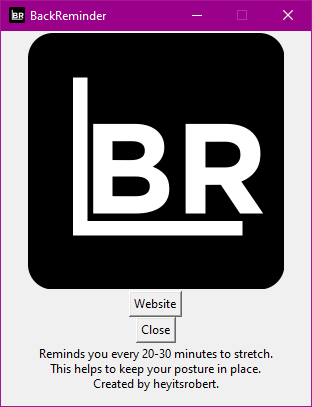 BR BackReminder
BR
Website
Close
Reminds you every 20-30 minutes to stretch.
This helps to keep your posture in place.
Created by heyitsrobert.